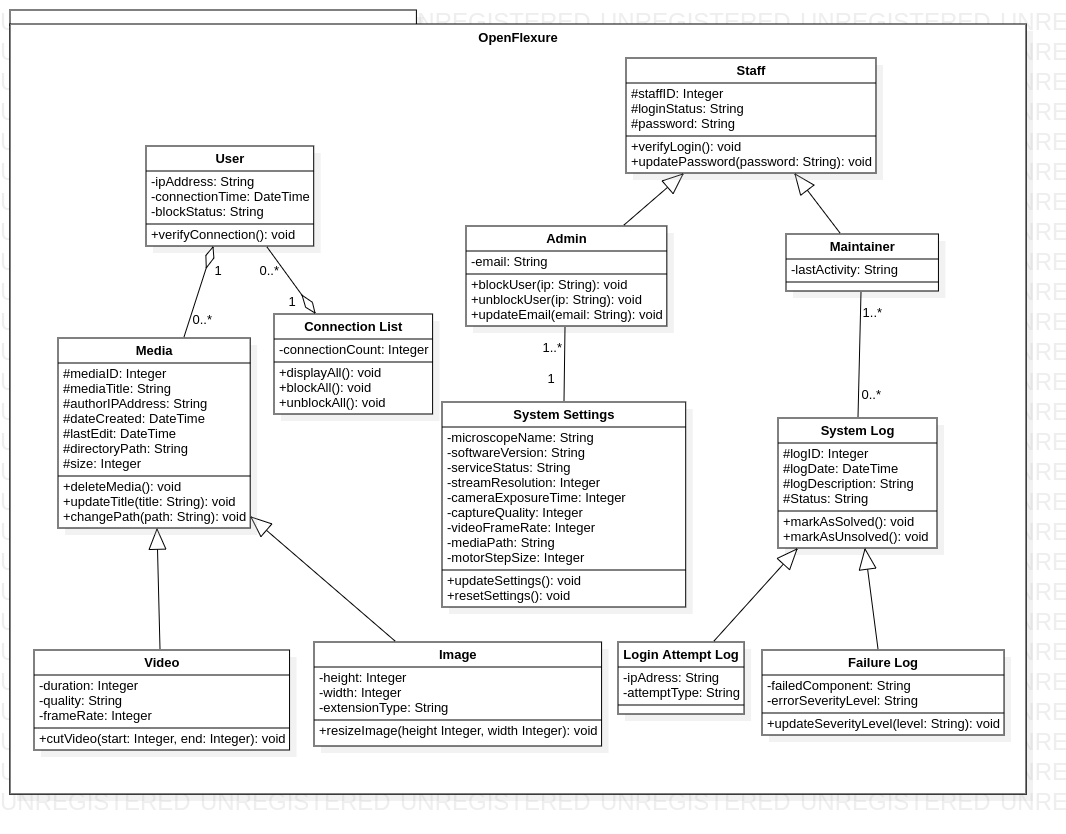 OpenFlexure
Staff
#staffID: Integer
#loginStatus: String
#password: String
+verifyLogin(): void
+updatePassword(password: String): void
User
-ipAddress: String
-connectionTime: DateTime
-blockStatus: String
+verifyConnection(): void
Admin
-email: String
+blockUser(ip: String): void
+unblockUser(ip: String): void
+updateEmail(email: String): void
Maintainer
-lastActivity: String
1
0..*
0..*
1
Connection List
-connectionCount: Integer
+displayAll(): void
+blockAll(): void
+unblockAll(): void
1..*
1
1..*
0..*
Media
#mediaID: Integer
#mediaTitle: String
#authorIPAddress: String
#dateCreated: DateTime
#lastEdit: DateTime
#directoryPath: String
#size: Integer
+deleteMedia(): void
+updateTitle(title: String): void
+changePath(path: String): void
System Settings
-microscopeName: String
-softwareVersion: String
-serviceStatus: String
-streamResolution: Integer
-cameraExposureTime: Integer
-captureQuality: Integer
-videoFrameRate: Integer
-mediaPath: String
-motorStepSize: Integer
+updateSettings(): void
+resetSettings(): void
System Log
#logID: Integer
#logDate: DateTime
#logDescription: String
#Status: String
+markAsSolved(): void
+markAsUnsolved(): void
Video
-duration: Integer
-quality: String
-frameRate: Integer
+cutVideo(start: Integer, end: Integer): void
Image
-height: Integer
-width: Integer
-extensionType: String
+resizeImage(height Integer, width Integer): void
Login Attempt Log
-ipAdress: String
-attemptType: String
Failure Log
-failedComponent: String
-errorSeverityLevel: String
+updateSeverityLevel(level: String): void
UNREGISTERED UNREGISTERED UNREGISTERED UNREGISTERED UNREGISTERED UNRE